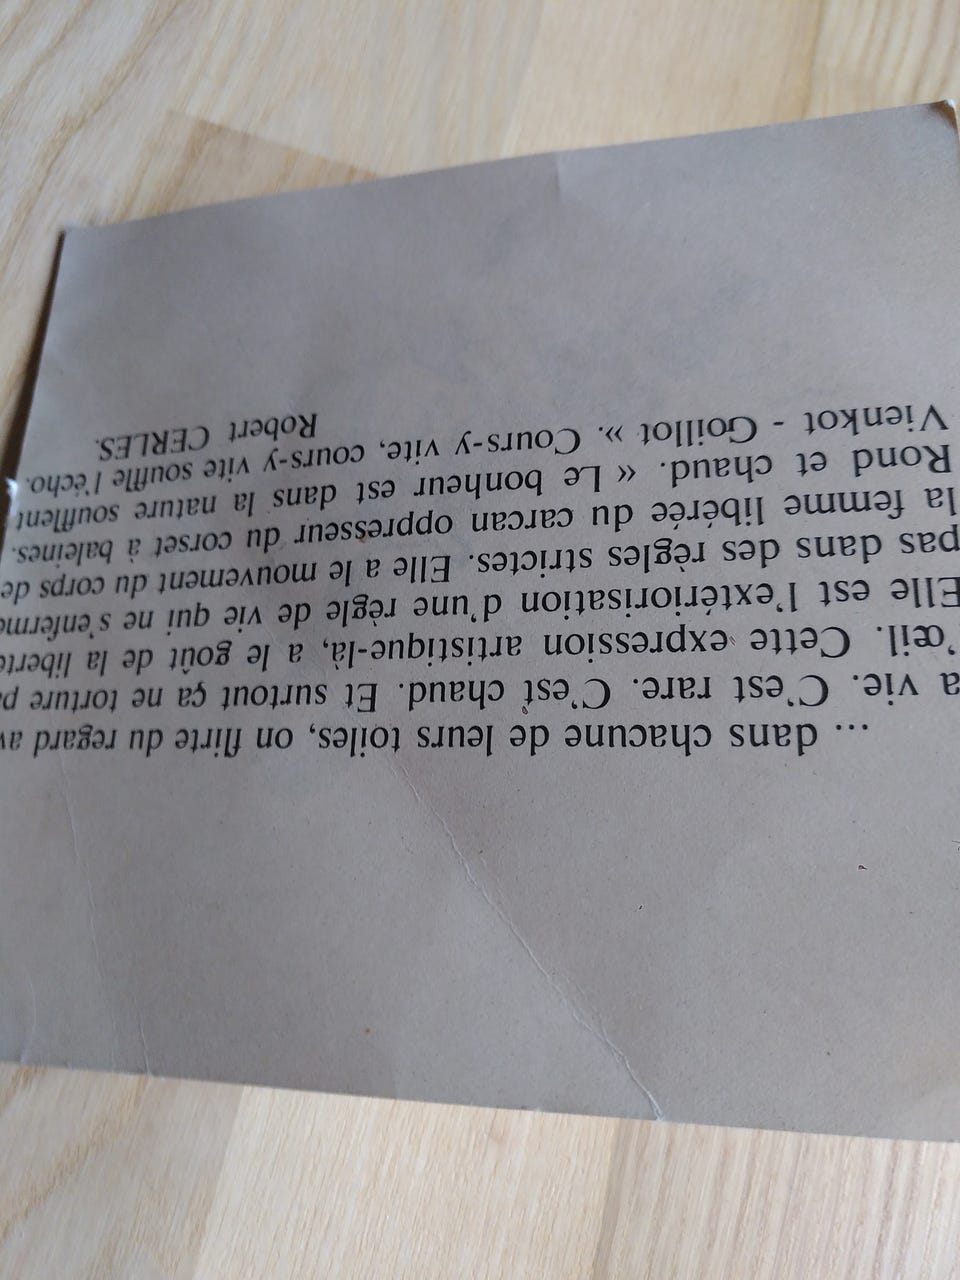 ... dans chacune de leurs toiles, on flirte du regard av
a vie. C'est rare. C'est chaud. Et surtout ça ne torture pa
'œil. Cette expression artistique-là, a le goût de la liberté
Elle est l'extériorisation d'une règle de vie qui ne s'enferme
pas dans des règles strictes. Elle a le mouvement du corps de
la femme libérée du carcan oppresseur du corset à baleines.
Rond et chaud. « Le bonheur est dans la nature soufflent
Vienkot - Goillot ». Cours-y-vite, cours-y vite souffle l'écho.
Robert CERLES.